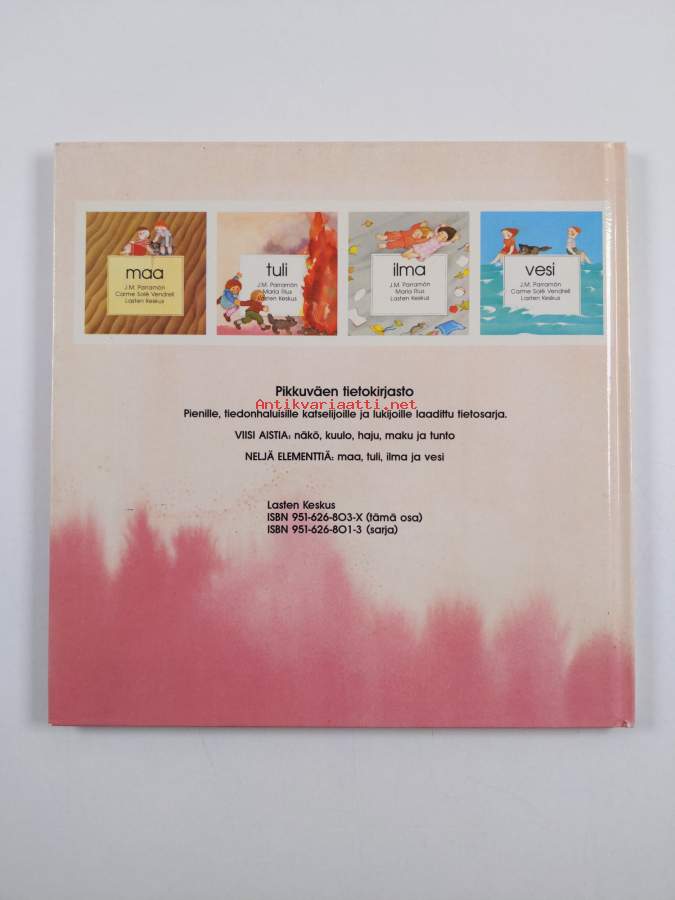 maa
J.M. Parramón
Carme Solé Vendrell
Lasten Keskus
tuli
J.M. Parramón
Maria Rius
Lasten Keskus
ilma
J.M. Parramón
Maria Rius
Lasten Keskus
vesi
J.M. Parramón
Carme Solé Vendrell
Lasten Keskus
Pikkuväen tietokirjasto
Antikvariaatti.net
Pienille, tiedonhaluisille katselijoille ja lukijoille laadittu tietosarja.
VIISI AISTIA: näkö, kuulo, haju, maku ja tunto
NELJÄ ELEMENTTIÄ: maa, tuli, ilma ja vesi
Lasten Keskus
ISBN 951-626-803-X (tämä osa)
ISBN 951-626-801-3 (sarja)